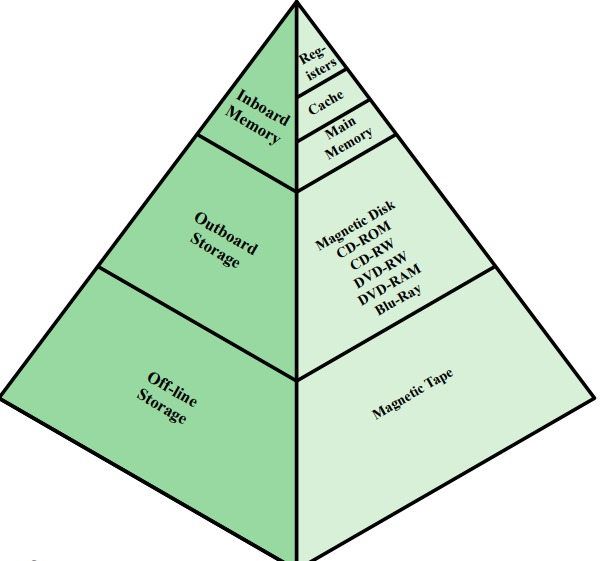 Reg-
isters
Cache
Main
Memory
Inboard
Memory
Outboard
Storage
Magnetic Disk
CD-ROM
CD-RW
DVD-RW
DVD-RAM
Blu-Ray
Off-line
Storage
Magnetic Tape